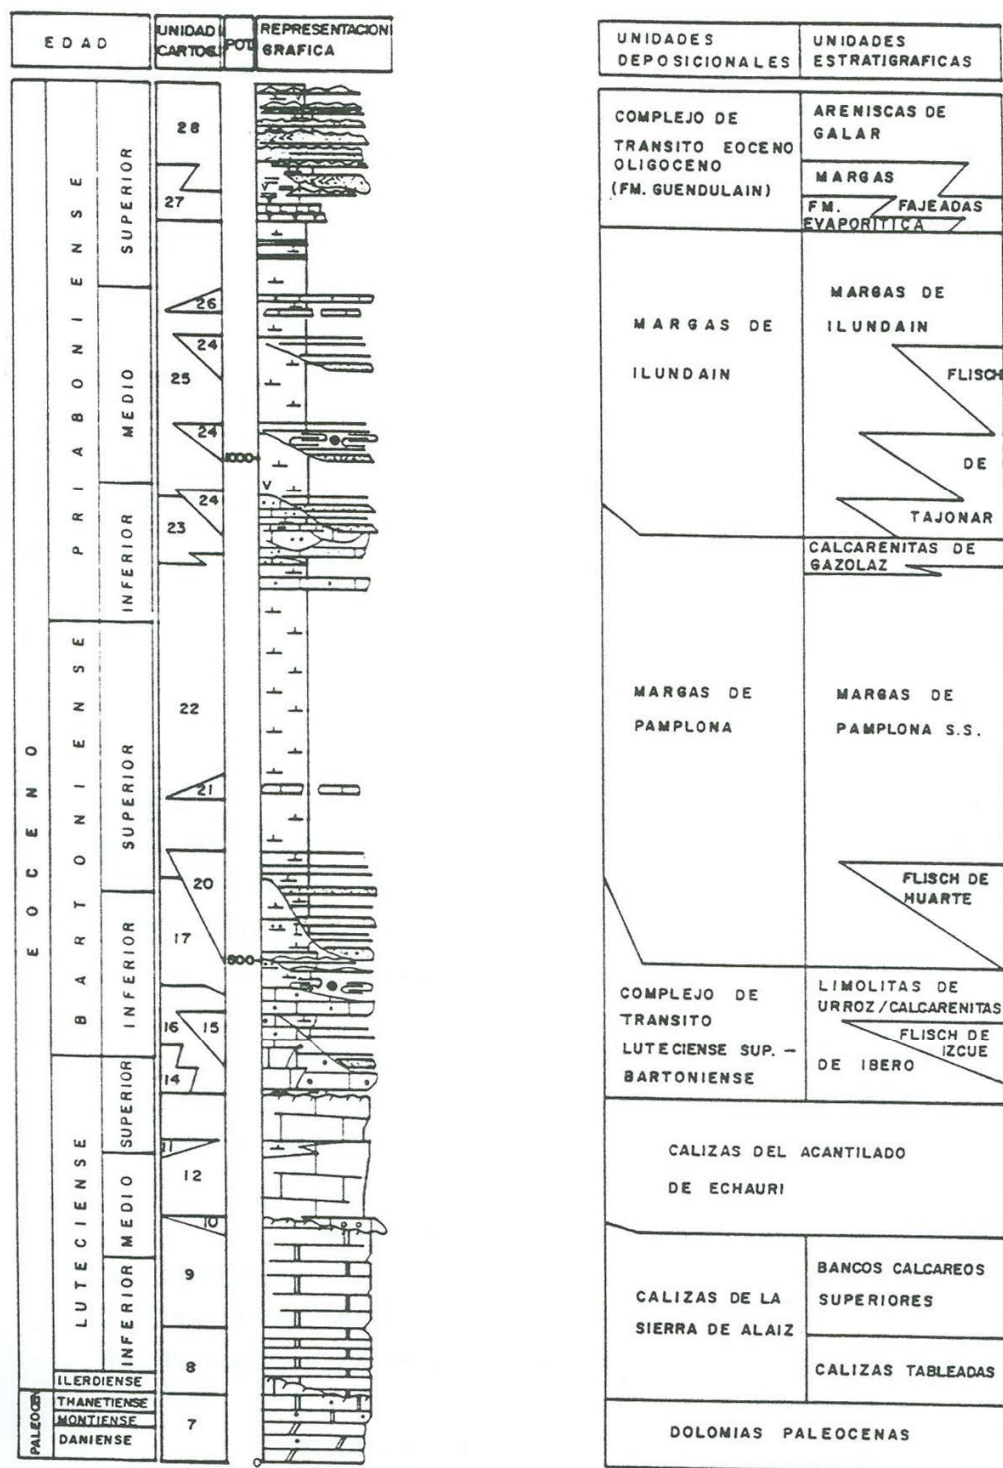 EDAD
UNIDAD
CARTOG.
POT.
REPRESENTACION
GRAFICA
UNIDADES
DEPOSICIONALES
UNIDADES
ESTRATIGRAFICAS
EOCENO
PALEOCEN
PRIABONIENSE
BARTONIENSE
LUTECIENSE
SUPERIOR
MEDIO
INFERIOR
SUPERIOR
INFERIOR
SUPERIOR
MEDIO
INFERIOR
ILERDIENSE
THANETIENSE
MONTIENSE
DANIENSE
28
27
26
24
25
24
24
23
22
21
20
17
16
15
14
11
12
10
9
8
7
1000
500
0
COMPLEJO DE
TRANSITO EOCENO
OLIGOCENO
(FM. GUENDULAIN)
ARENISCAS DE
GALAR
MARGAS
FM. FAJEADAS
EVAPORITICA
MARGAS DE
ILUNDAIN
MARGAS DE
ILUNDAIN
FLISCH
DE
TAJONAR
CALCARENITAS DE
GAZOLAZ
MARGAS DE
PAMPLONA
MARGAS DE
PAMPLONA S.S.
FLISCH DE
HUARTE
COMPLEJO DE
TRANSITO
LUTECIENSE SUP. –
BARTONIENSE
LIMOLITAS DE
URROZ/CALCARENITAS
FLISCH DE
IZCUE
DE IBERO
CALIZAS DEL ACANTILADO
DE ECHAURI
CALIZAS DE LA
SIERRA DE ALAIZ
BANCOS CALCAREOS
SUPERIORES
CALIZAS TABLEADAS
DOLOMIAS PALEOCENAS